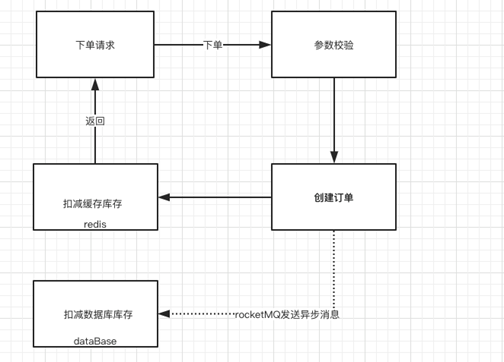 下单请求
下单
参数校验
返回
扣减缓存库存
redis
创建订单
rocketMQ发送异步消息
扣减数据库库存
dataBase